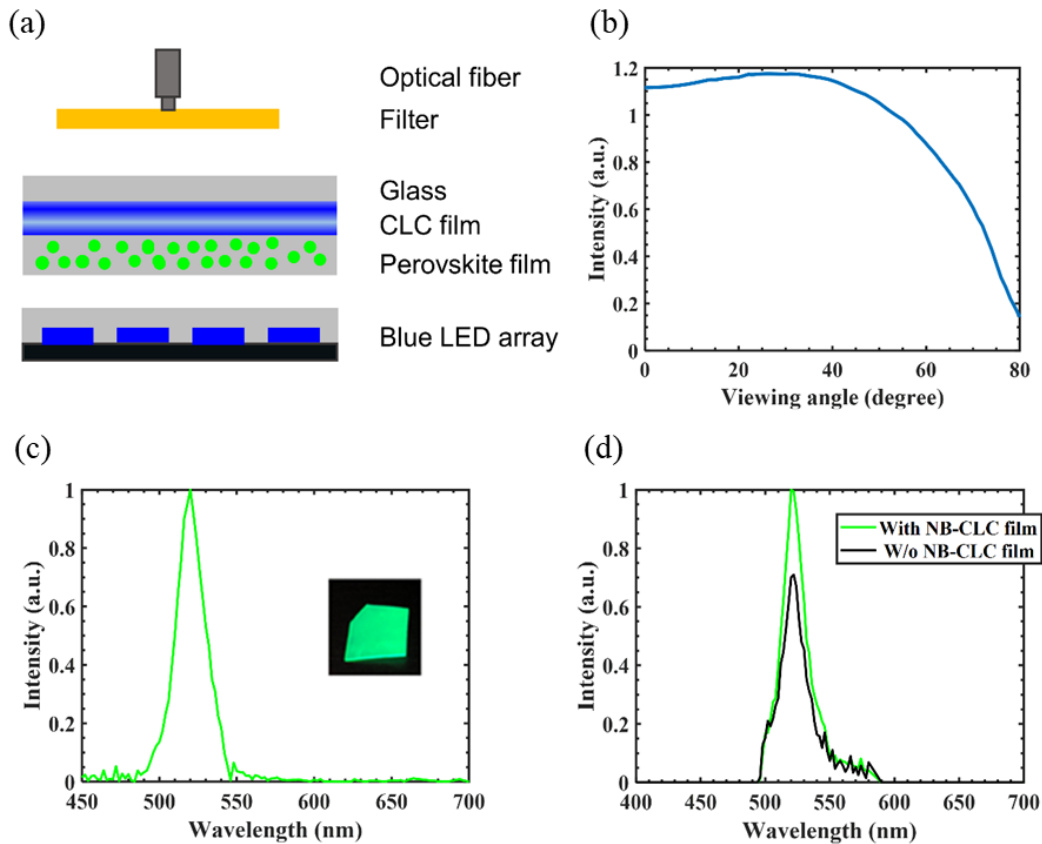 (a)
Optical fiber
Filter
Glass
CLC film
Perovskite film
Blue LED array
(b)
Intensity (a.u.)
1.2
1
0.8
0.6
0.4
0.2
0
0
20
40
60
80
Viewing angle (degree)
(c)
Intensity (a.u.)
1
0.8
0.6
0.4
0.2
0
450
500
550
600
650
700
Wavelength (nm)
(d)
Intensity (a.u.)
1
0.8
0.6
0.4
0.2
0
With NB-CLC film
W/o NB-CLC film
400
450
500
550
600
650
700
Wavelength (nm)